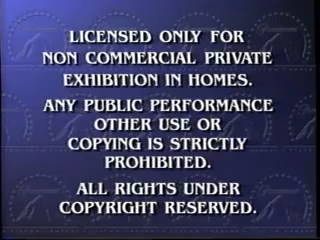 LICENSED ONLY FOR
NON COMMERCIAL PRIVATE
EXHIBITION IN HOMES.
ANY PUBLIC PERFORMANCE
OTHER USE OR
COPYING IS STRICTLY
PROHIBITED.
ALL RIGHTS UNDER
COPYRIGHT RESERVED.